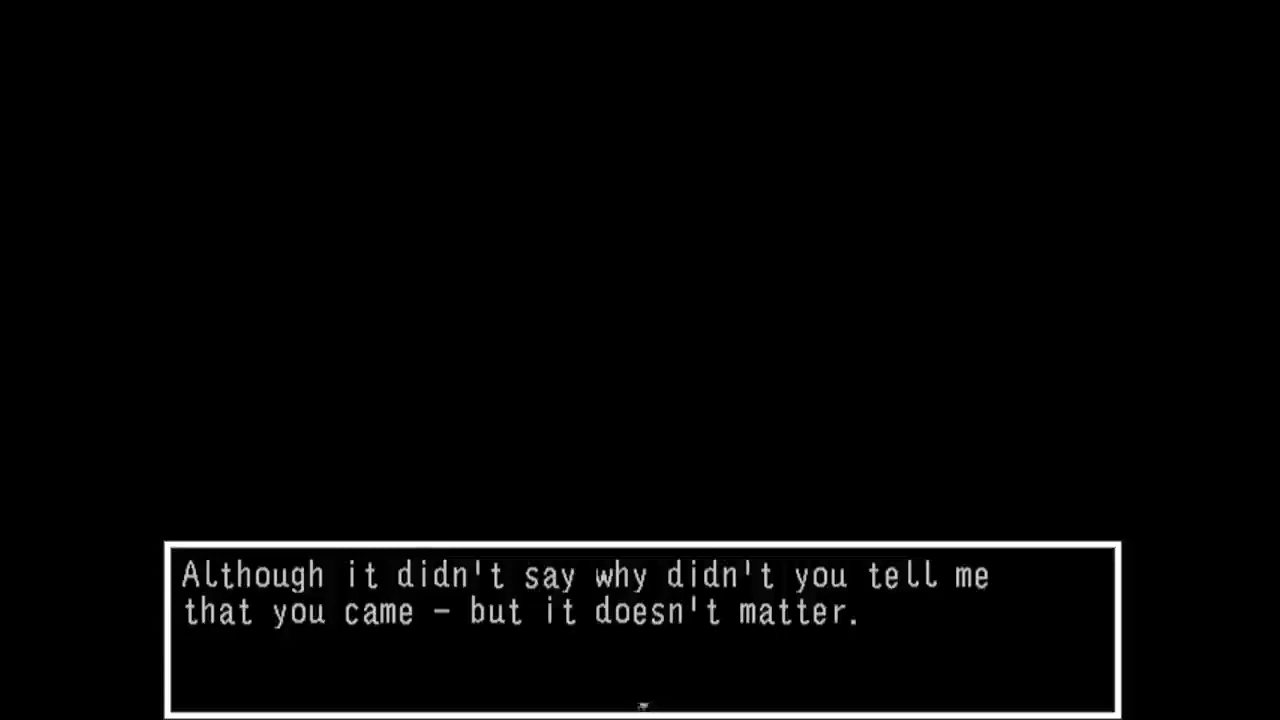 Although it didn't say why didn't you tell me
that you came – but it doesn't matter.